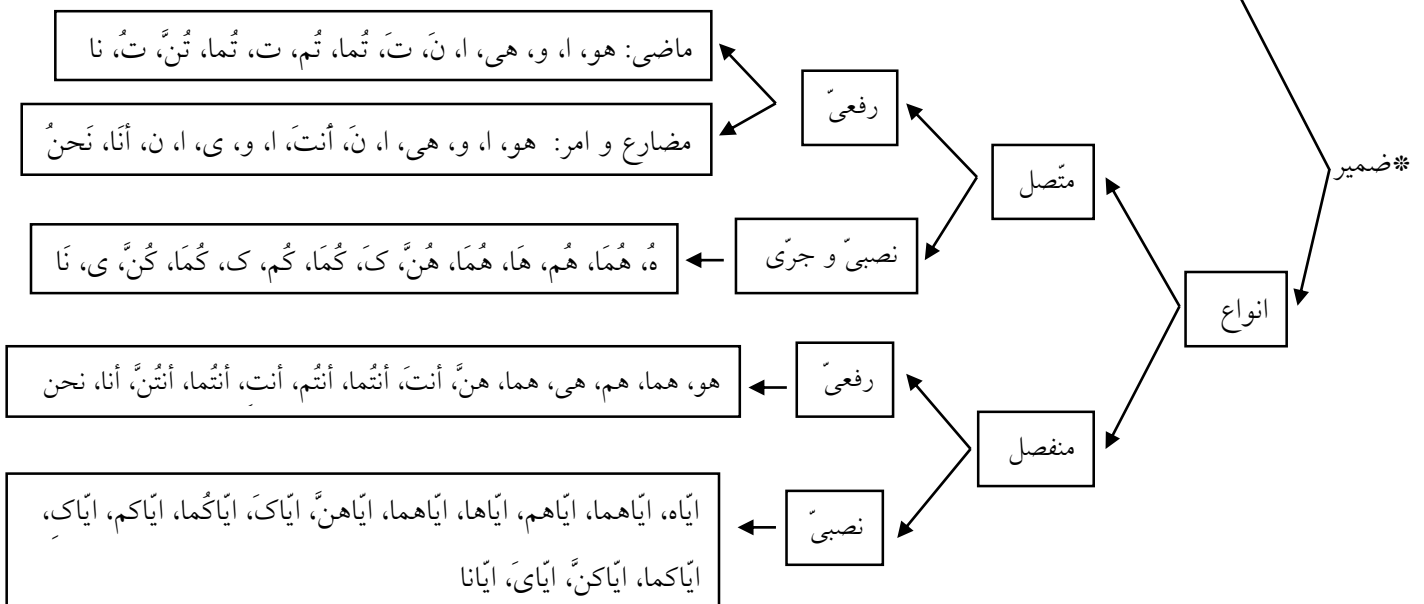 *ضمیر
انواع
متّصل
رفعیّ
ماضی: هو، ا، و، هی، ا، نَ، تَ، تُما، تُم، ت، تُما، تُنَّ، تُ، نا
مضارع و امر: هو، ا، و، هی، ا، نَ، أنتَ، ا، و، ی، ا، ن، أنَا، نَحنُ
نصبیّ و جرّی
هُ، هُمَا، هُم، هَا، هُمَا، هُنَّ، کَ، کُمَا، کُم، ک، کُمَا، کُنَّ، ی، نَا
منفصل
رفعیّ
هو، هما، هم، هی، هما، هنَّ، أنتَ، أنتُما، أنتُم، أنتِ، أنتُما، أنتُنَّ، أنا، نحن
نصبیّ
ایّاه، ایّاهما، ایّاهم، ایّاها، ایّاهما، ایّاهنَّ، ایّاکَ، ایّاکُما، ایّاکم، ایّاکِ،
ایّاکما، ایّاکنَّ، ایّایَ، ایّانا